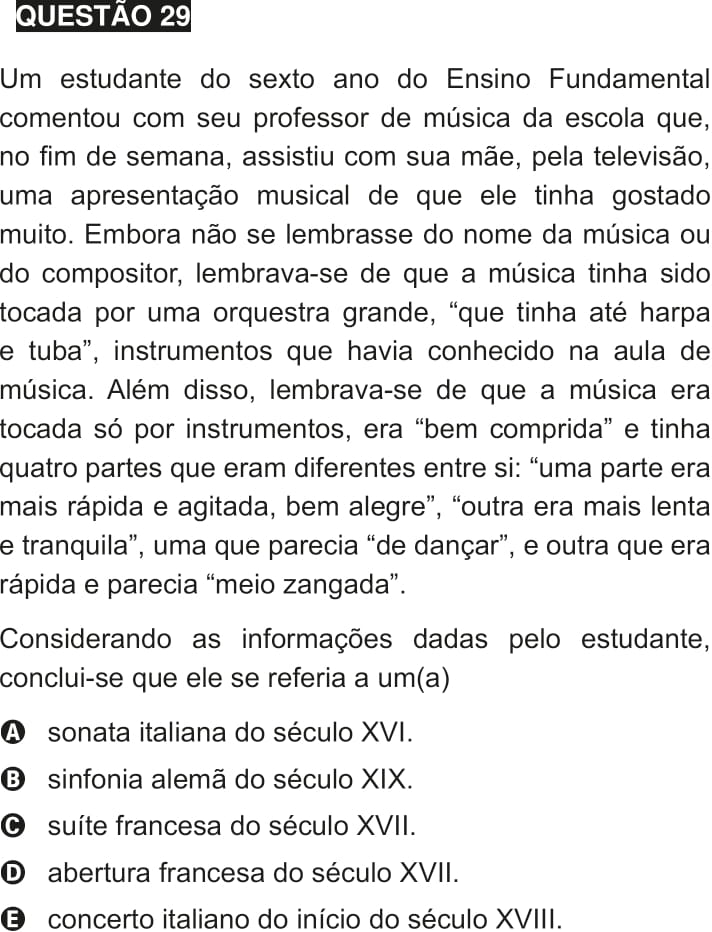 QUESTÃO 29
Um estudante do sexto ano do Ensino Fundamental
comentou com seu professor de música da escola que,
no fim de semana, assistiu com sua mãe, pela televisão,
uma apresentação musical de que ele tinha gostado
muito. Embora não se lembrasse do nome da música ou
do compositor, lembrava-se de que a música tinha sido
tocada por uma orquestra grande, “que tinha até harpa
e tuba”, instrumentos que havia conhecido na aula de
música. Além disso, lembrava-se de que a música era
tocada só por instrumentos, era “bem comprida” e tinha
quatro partes que eram diferentes entre si: “uma parte era
mais rápida e agitada, bem alegre”, “outra era mais lenta
e tranquila”, uma que parecia “de dançar”, e outra que era
rápida e parecia “meio zangada”.
Considerando as informações dadas pelo estudante,
conclui-se que ele se referia a um(a)
A sonata italiana do século XVI.
B sinfonia alemã do século XIX.
C suíte francesa do século XVII.
D abertura francesa do século XVII.
E concerto italiano do início do século XVIII.